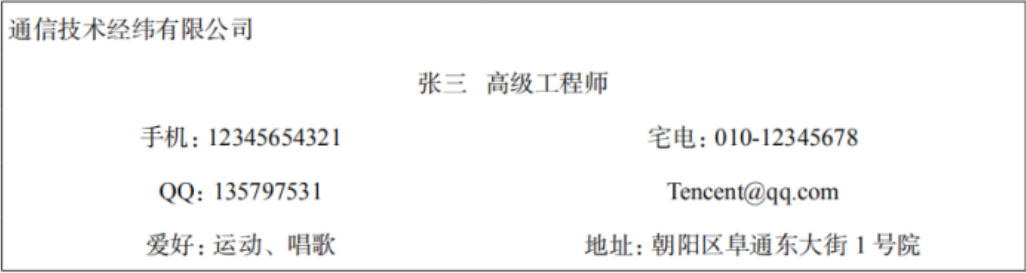 通信技术经纬有限公司
张三 高级工程师
手机：12345654321 宅电：010-12345678
QQ：135797531 Tencent@qq.com
爱好：运动、唱歌 地址：朝阳区阜通东大街 1 号院